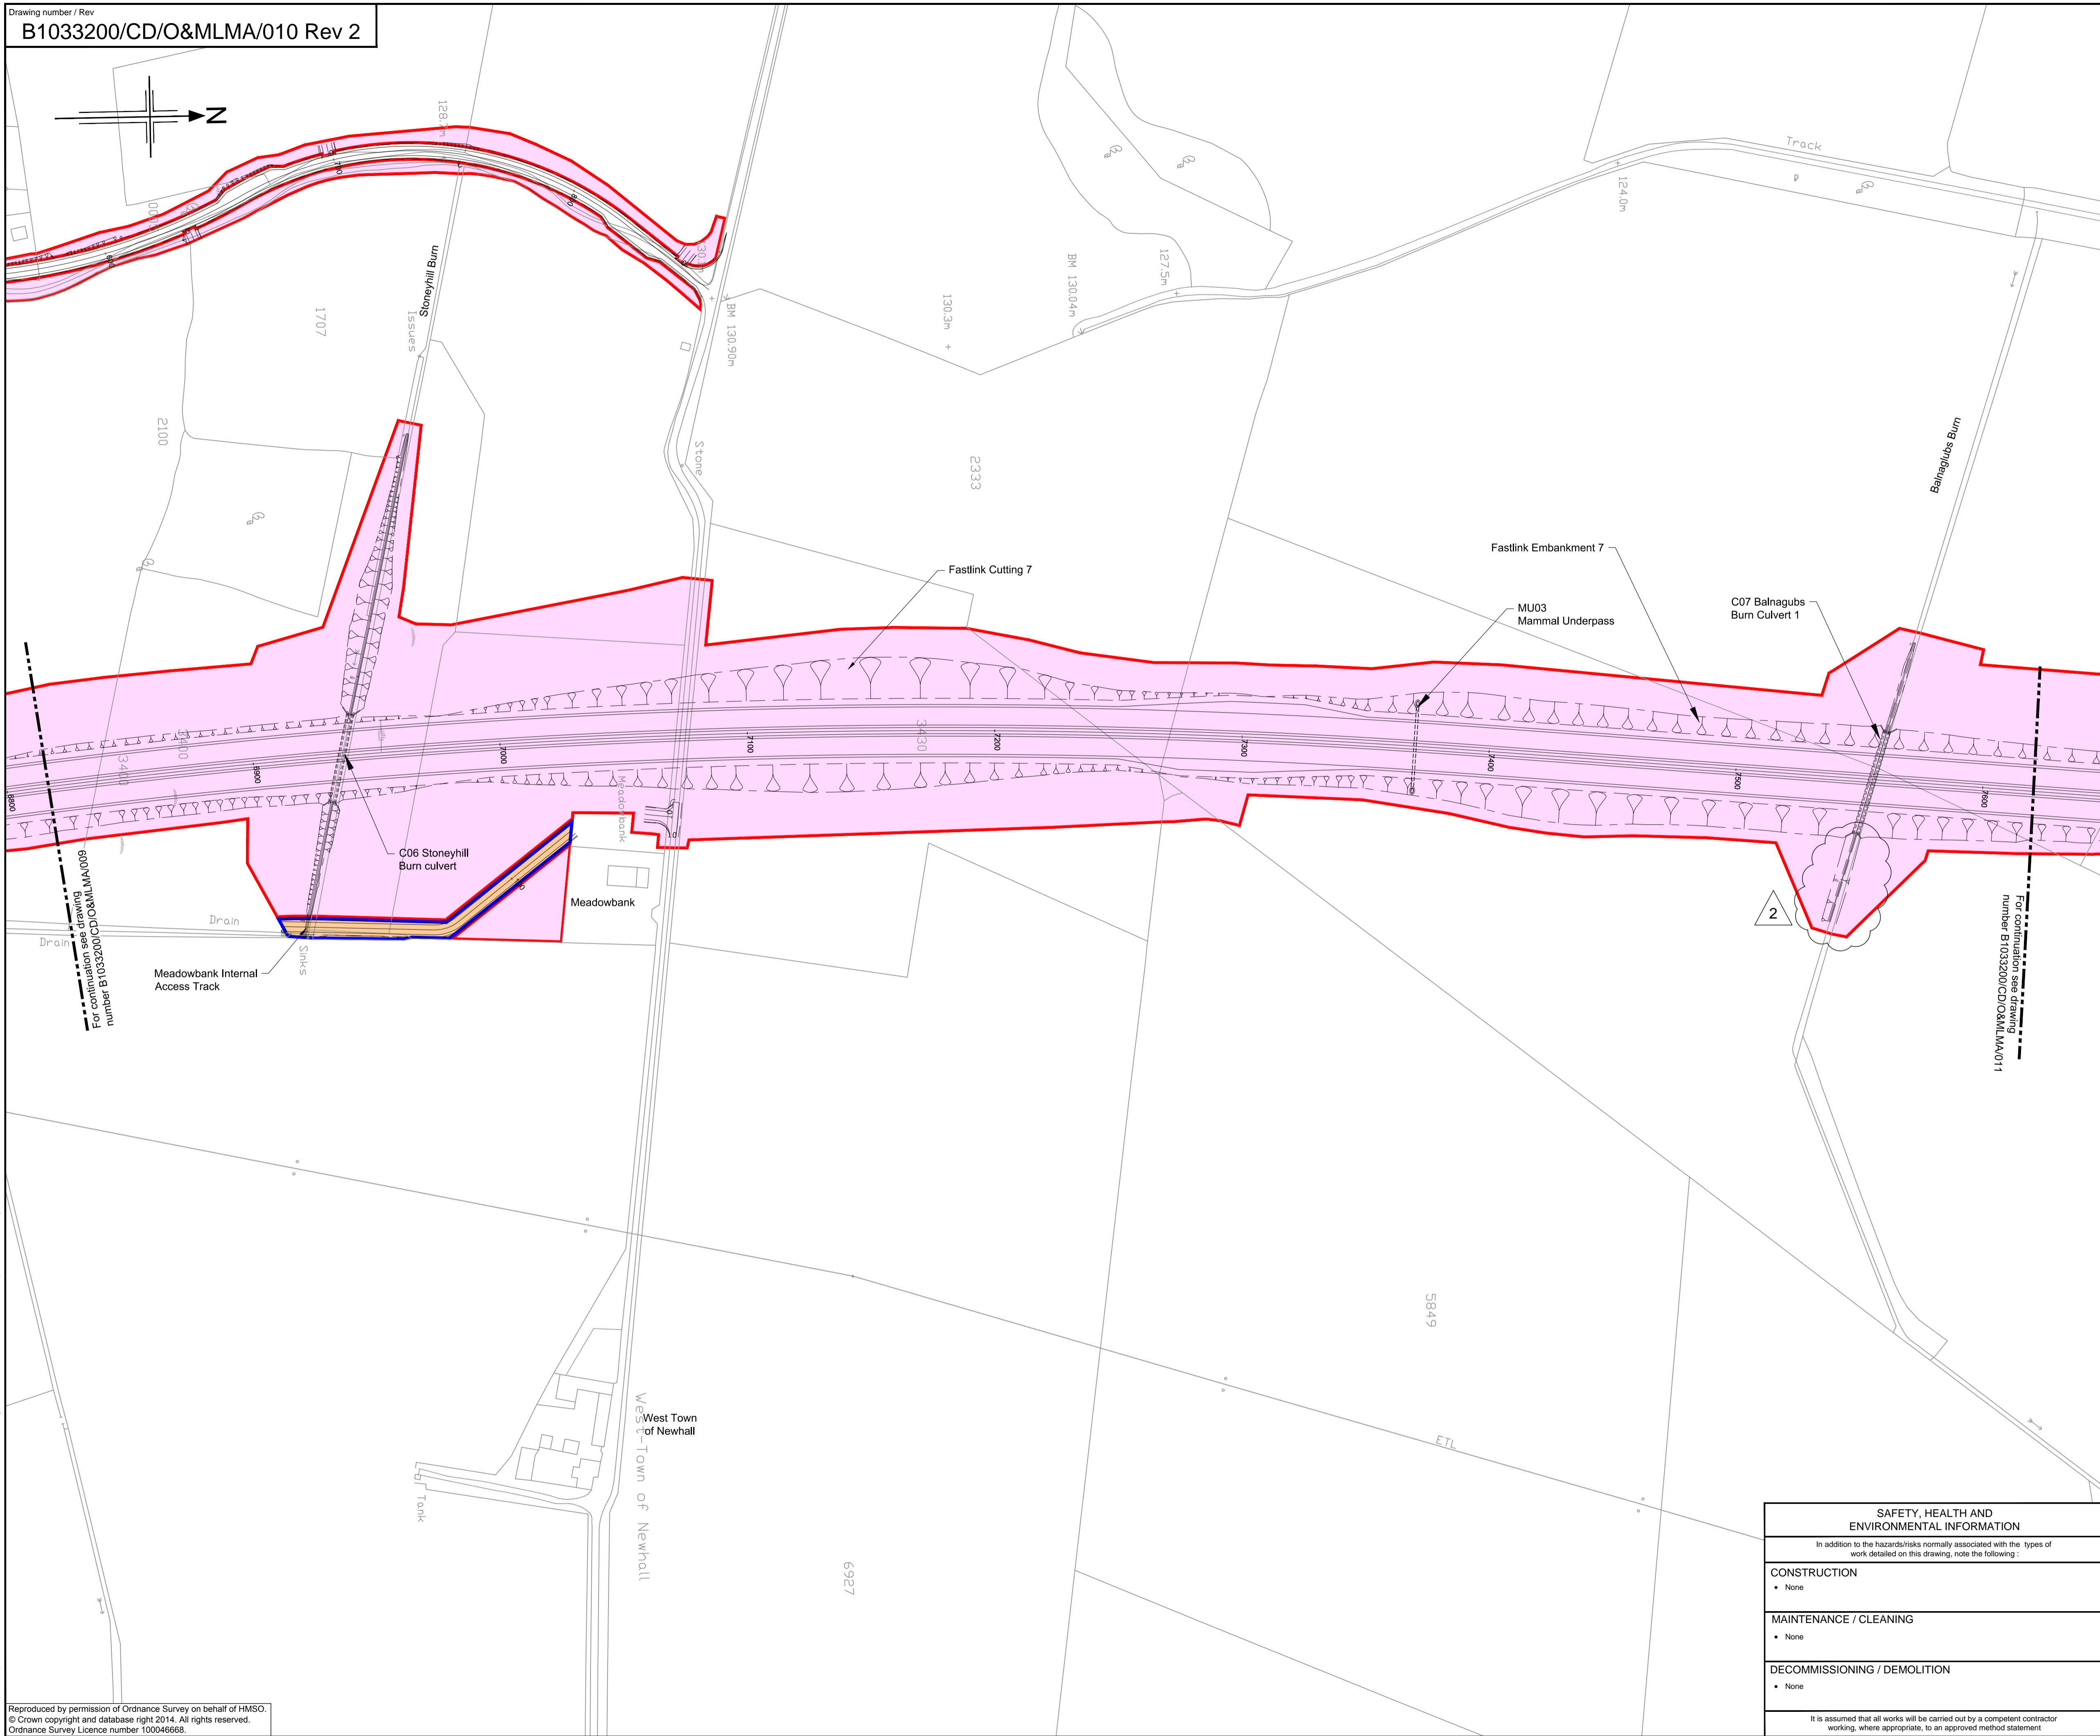 Drawing number / Rev
B1033200/CD/O&MLMA/010 Rev 2
N
128.2m
700
800
600
Stoneyhill Burn
Issues
1707
2100
BM 130.90m
130.3m
BM 130.04m
127.5m
124.0m
Track
Stone
2333
Balnaglubs Burn
Fastlink Cutting 7
Fastlink Embankment 7
MU03
Mammal Underpass
C07 Balnagubs
Burn Culvert 1
3400
3400
3430
6800
6900
7000
7100
7200
7300
7400
7500
7600
Meadowbank
C06 Stoneyhill
Burn culvert
Meadowbank
Drain
Drain
Sinks
Meadowbank Internal
Access Track
For continuation see drawing
number B1033200/CD/O&MLMA/009
2
For continuation see drawing
number B1033200/CD/O&MLMA/011
5849
ETL
West Town
of Newhall
West-Town of Newhall
Tank
6927
SAFETY, HEALTH AND
ENVIRONMENTAL INFORMATION
In addition to the hazards/risks normally associated with the types of
work detailed on this drawing, note the following :
CONSTRUCTION
• None
MAINTENANCE / CLEANING
• None
DECOMMISSIONING / DEMOLITION
• None
It is assumed that all works will be carried out by a competent contractor
working, where appropriate, to an approved method statement
Reproduced by permission of Ordnance Survey on behalf of HMSO.
© Crown copyright and database right 2014. All rights reserved.
Ordnance Survey Licence number 100046668.